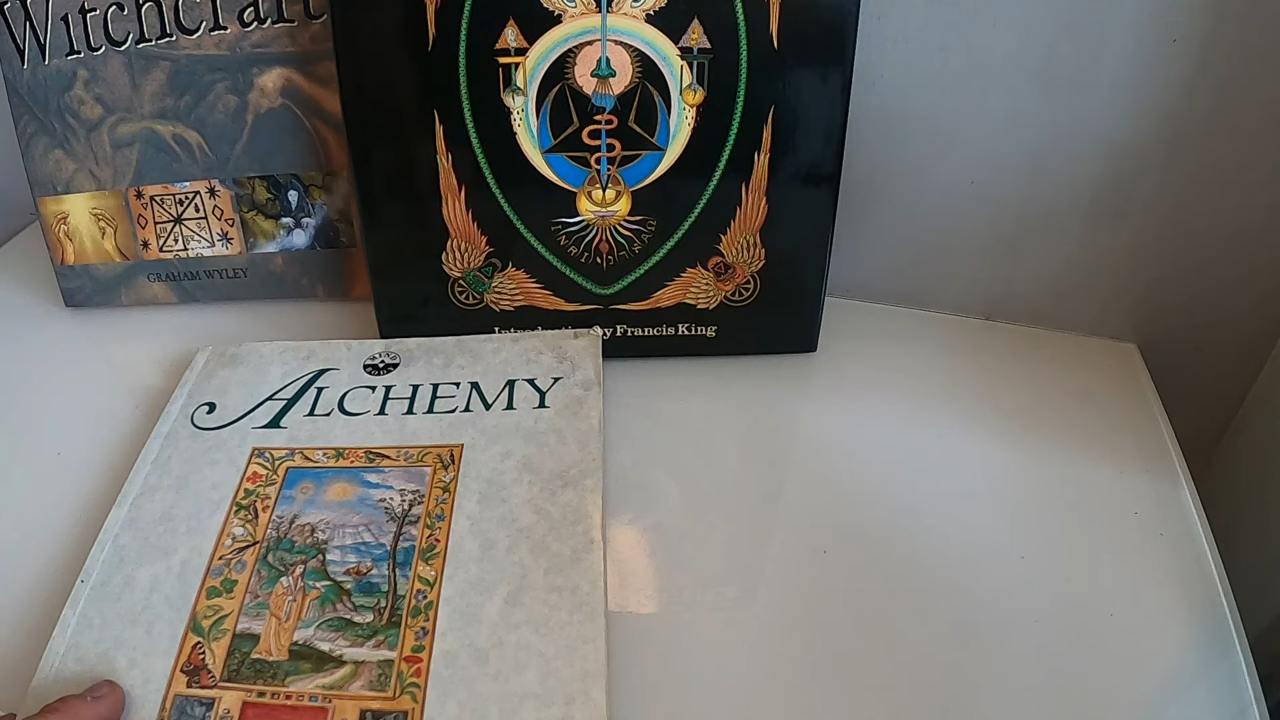 Witchcraft
GRAHAM WYLEY
INRI
Introduction by Francis King
ALCHEMY